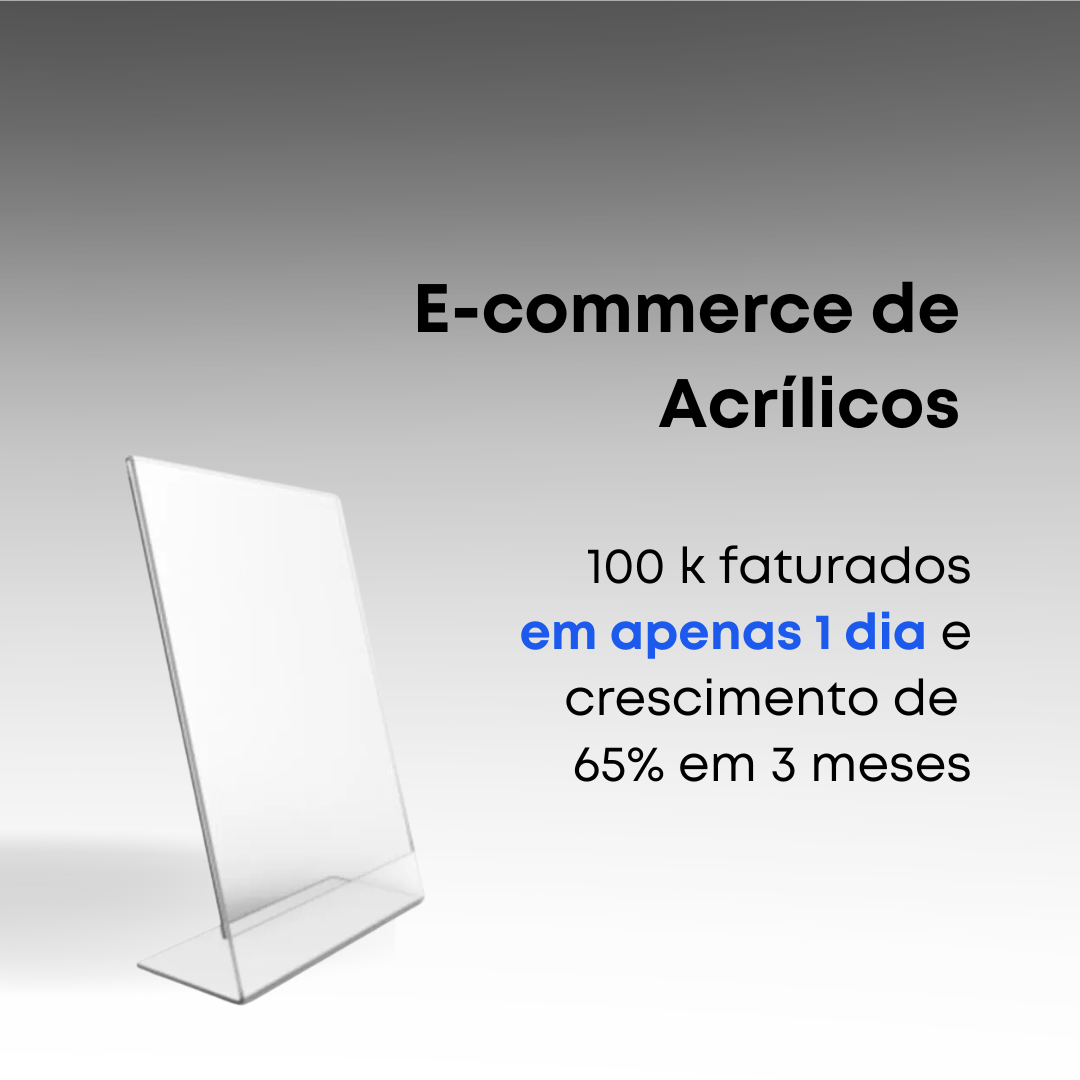 E-commerce de
Acrílicos
100 k faturados
em apenas 1 dia e
crescimento de
65% em 3 meses